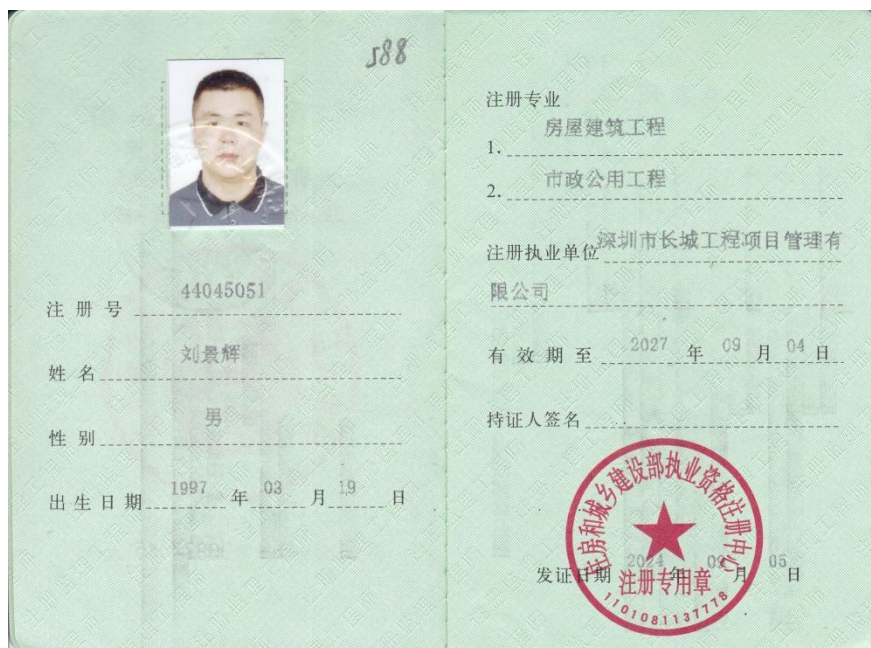 注 册 号 44045051
姓 名 刘景辉
性 别 男
出 生 日 期 1997 年 03 月 19 日
注册专业
1. 房屋建筑工程
2. 市政公用工程
注册执业单位 深圳市长城工程项目管理有
限公司
有 效 期 至 2027 年 09 月 04 日
持证人签名
住房和城乡建设部执业资格注册中心
发证日期 2024 年 09 月 05 日
注册专用章
1101081137778